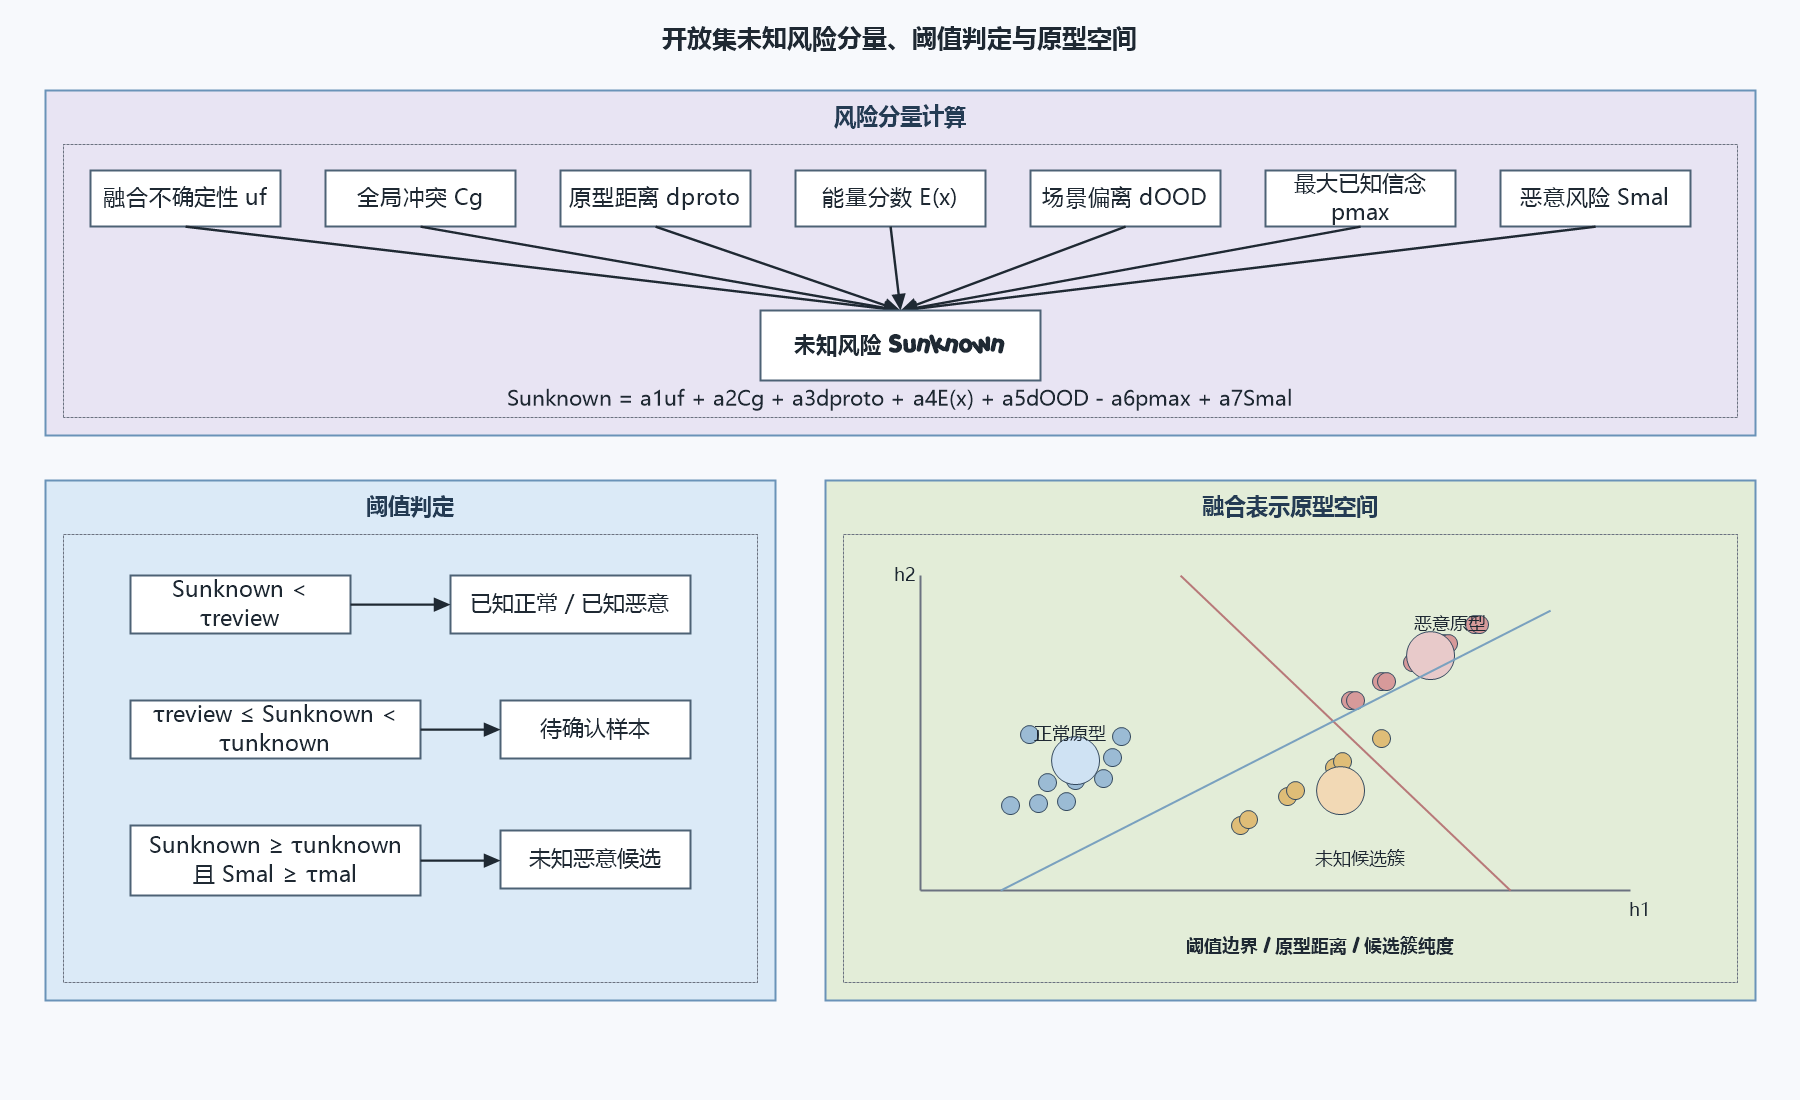 开放集未知风险分量、阈值判定与原型空间
风险分量计算
融合不确定性 uf
全局冲突 Cg
原型距离 dproto
能量分数 E(x)
场景偏离 dOOD
最大已知信念
pmax
恶意风险 Smal
未知风险 Sunknown
Sunknown = a1uf + a2Cg + a3dproto + a4E(x) + a5dOOD - a6pmax + a7Smal
阈值判定
Sunknown <
τreview
已知正常 / 已知恶意
τreview ≤ Sunknown <
τunknown
待确认样本
Sunknown ≥ τunknown
且 Smal ≥ τmal
未知恶意候选
融合表示原型空间
h2
恶意原型
正常原型
未知候选簇
h1
阈值边界 / 原型距离 / 候选簇纯度